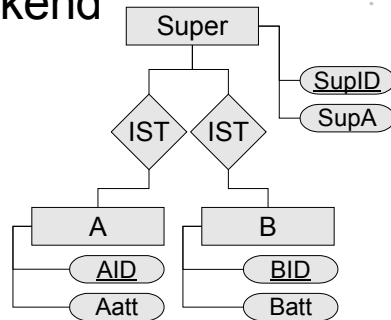 kend
Super
SupID
SupA
IST IST
A B
AID BID
Aatt Batt